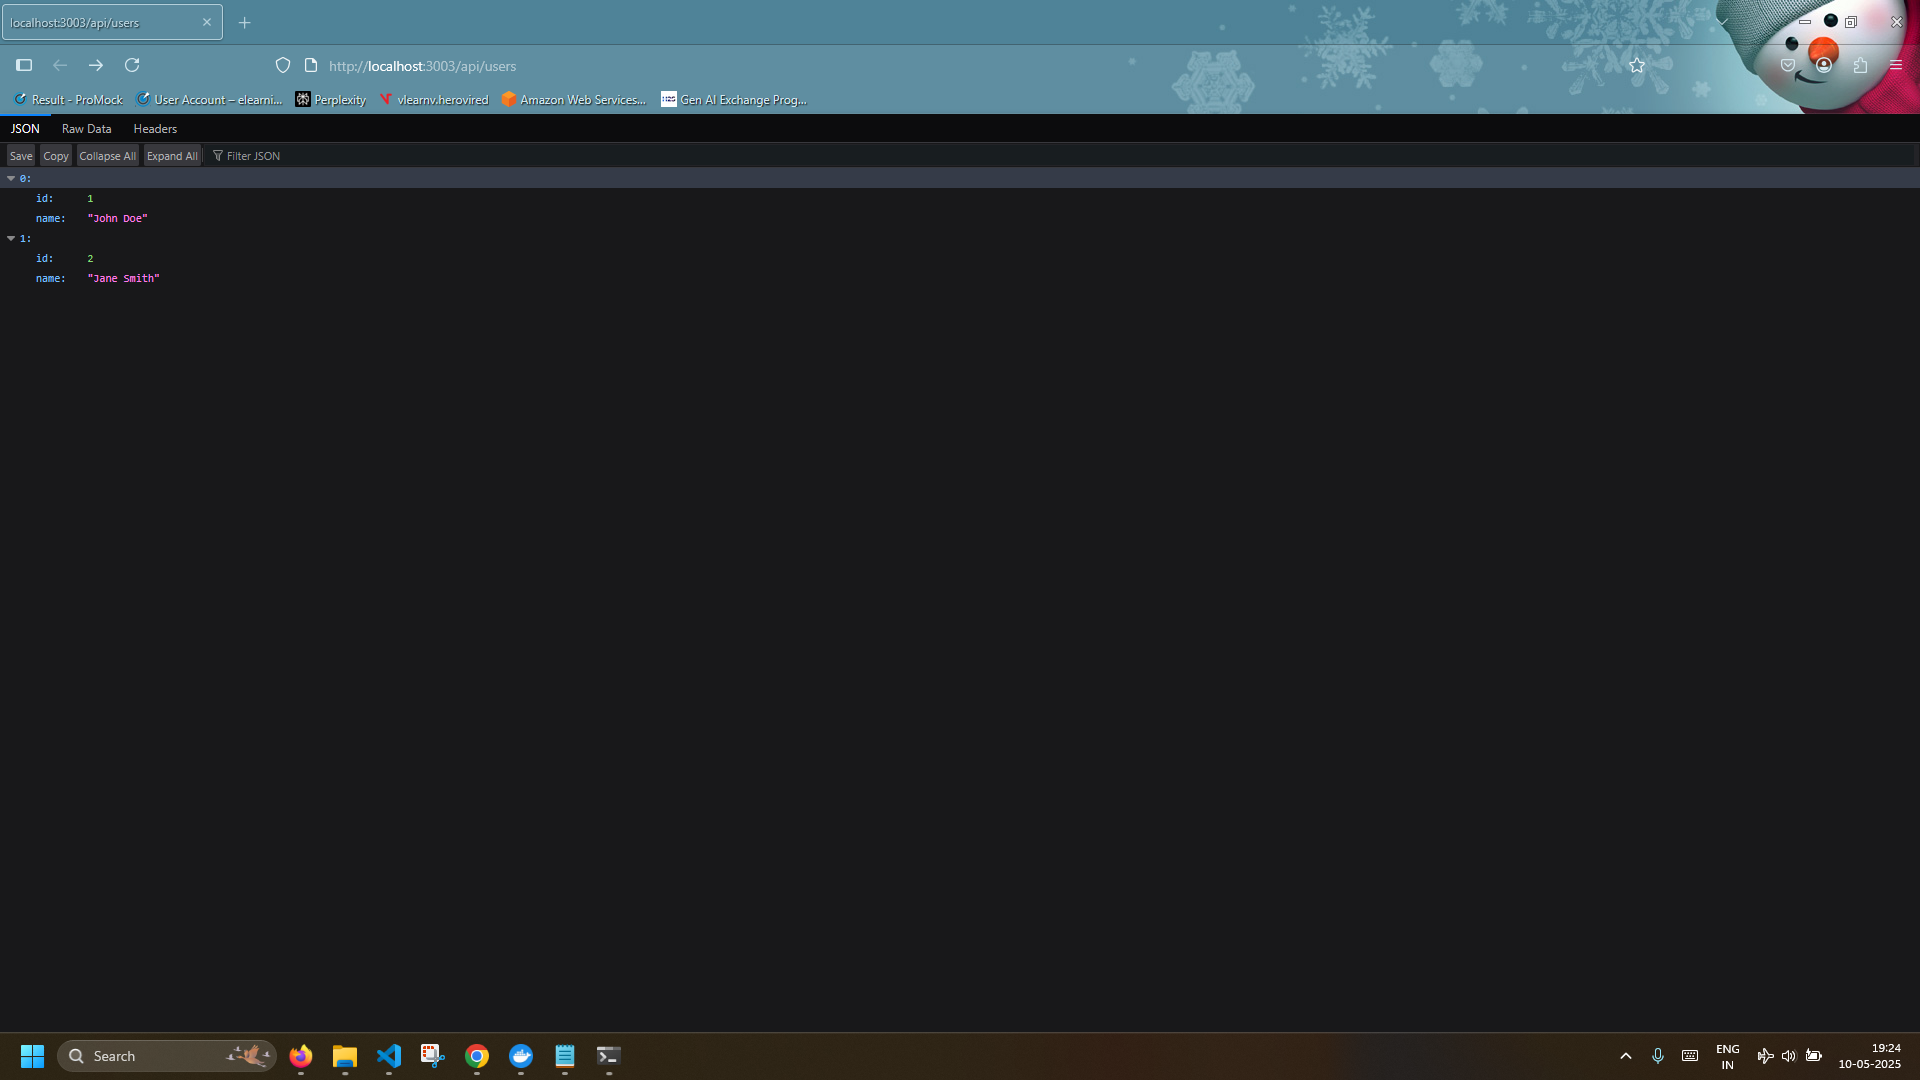 localhost:3003/api/users
http://localhost:3003/api/users
Result - ProMock User Account – elearni... Perplexity vlearnv.herovired Amazon Web Services... Gen AI Exchange Prog...
JSON Raw Data Headers
Save Copy Collapse All Expand All Filter JSON
0:
id: 1
name: "John Doe"
1:
id: 2
name: "Jane Smith"
Search
ENG
IN
19:24
10-05-2025